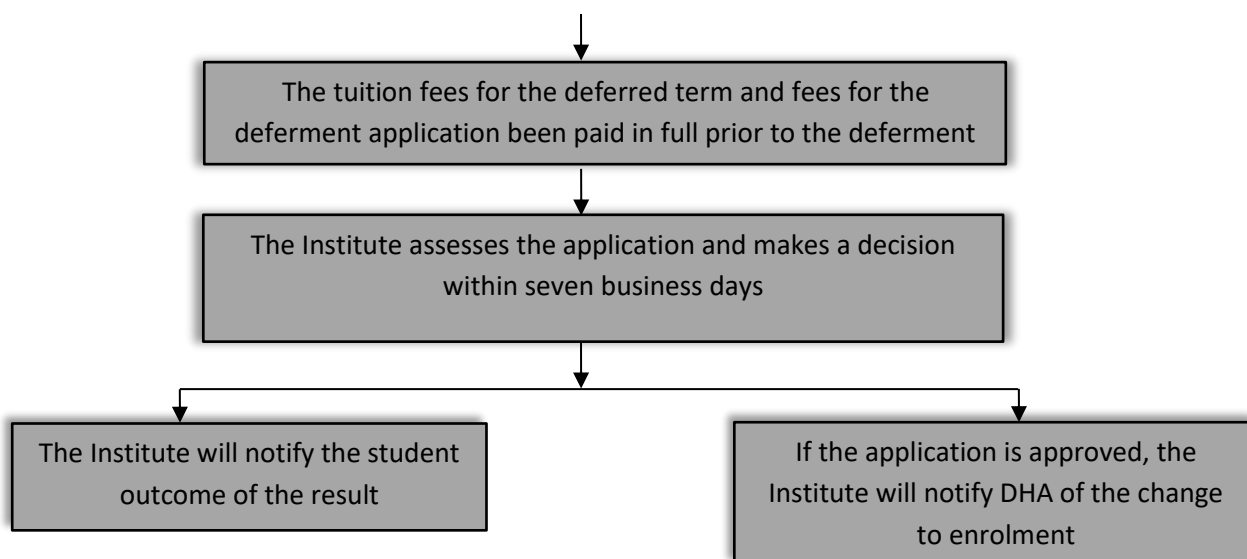 The tuition fees for the deferred term and fees for the
deferment application been paid in full prior to the deferment
The Institute assesses the application and makes a decision
within seven business days
The Institute will notify the student
outcome of the result
If the application is approved, the
Institute will notify DHA of the change
to enrolment